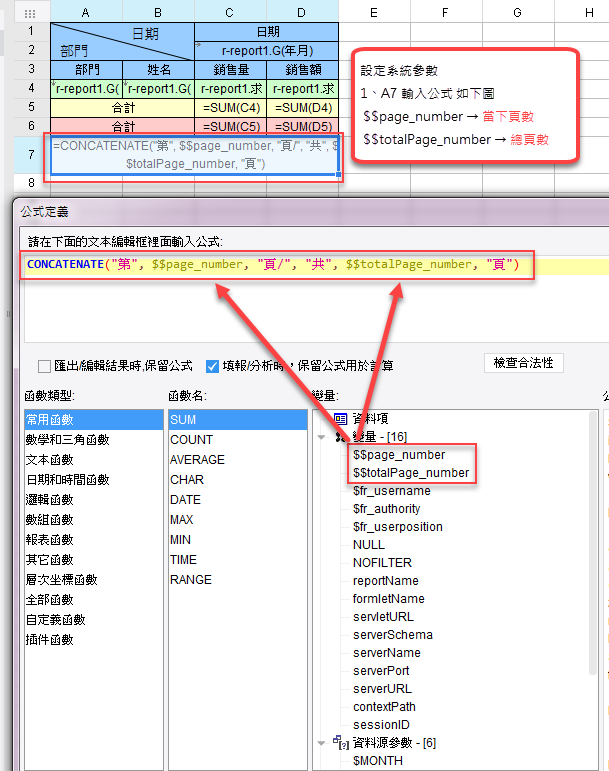 A B C D E F G H
1 日期 日期
2 部門 r-report1.G(年月)
3 部門 姓名 銷售量 銷售額
4 r-report1.G( r-report1.G( r-report1.求 r-report1.求
5 合計 =SUM(C4) =SUM(D4)
6 合計 =SUM(C5) =SUM(D5)
7 =CONCATENATE("第", $$page_number, "頁/", "共", $
$totalPage_number, "頁")
8
設定系統參數
1、A7 輸入公式 如下圖
$$page_number → 當下頁數
$$totalPage_number → 總頁數
公式定義
請在下面的文本編輯框裡面輸入公式:
CONCATENATE("第", $$page_number, "頁/", "共", $$totalPage_number, "頁")
匯出/編輯結果時,保留公式 填報/分析時，保留公式用於計算 檢查合法性
函數類型:
常用函數
數學和三角函數
文本函數
日期和時間函數
邏輯函數
數組函數
報表函數
其它函數
層次坐標函數
全部函數
自定義函數
插件函數
函數名:
SUM
COUNT
AVERAGE
CHAR
DATE
MAX
MIN
TIME
RANGE
變量:
資料項
變量 - [16]
$$page_number
$$totalPage_number
$fr_username
$fr_authority
$fr_userposition
NULL
NOFILTER
reportName
formletName
servletURL
serverSchema
serverName
serverPort
serverURL
contextPath
sessionID
資料源參數 - [6]
$MONTH